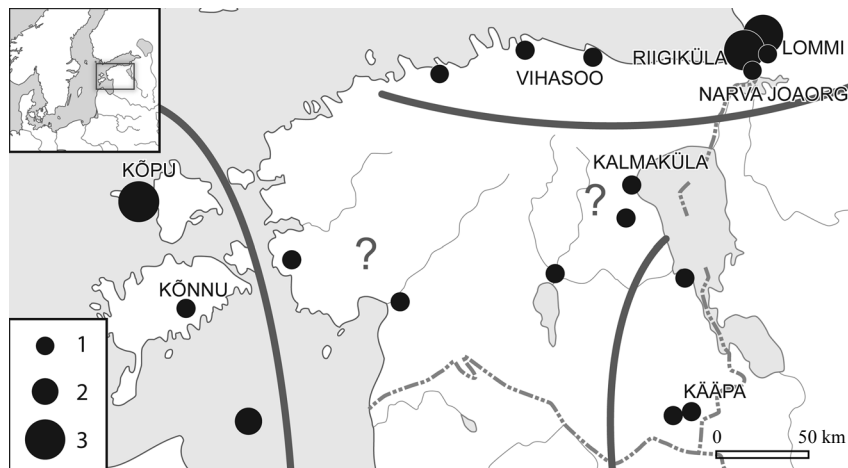 LOMMI
RIIGIKÜLA
VIHASOO
NARVA JOAORG
KÕPU
KALMAKÜLA
?
?
KÕNNU
1
2
3
KÄÄPA
0 50 km